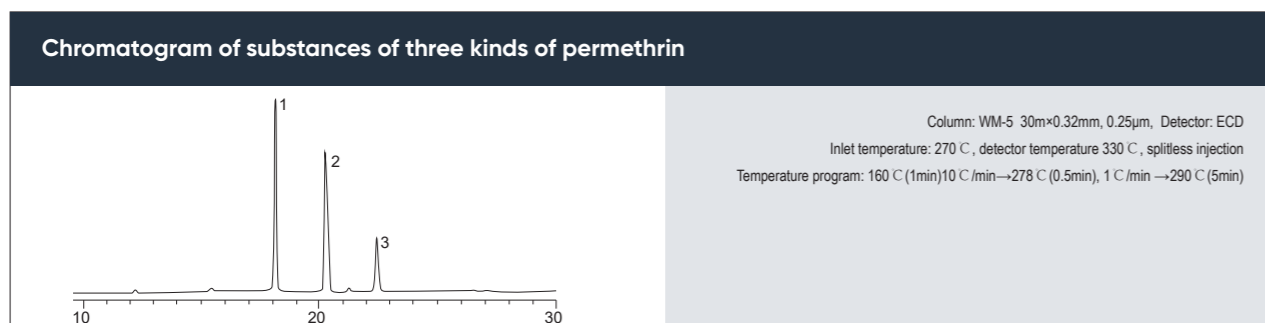 Chromatogram of substances of three kinds of permethrin
1
2
3
10 20 30
Column: WM-5 30m×0.32mm, 0.25μm, Detector: ECD
Inlet temperature: 270℃, detector temperature 330℃, splitless injection
Temperature program: 160℃(1min)10℃/min→278℃(0.5min), 1℃/min →290℃(5min)